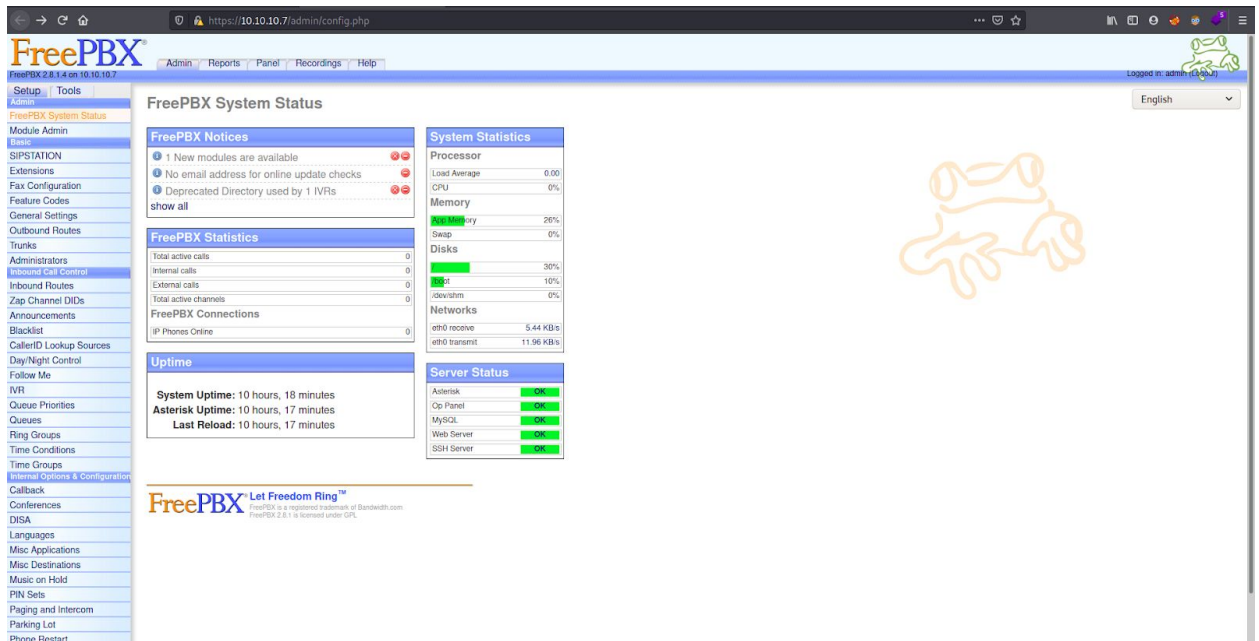 https://10.10.10.7/admin/config.php
FreePBX®
FreePBX 2.8.1.4 on 10.10.10.7
Admin Reports Panel Recordings Help
Logged in: admin (Logout)
English
Setup Tools
Admin
FreePBX System Status
Module Admin
Basic
SIPSTATION
Extensions
Fax Configuration
Feature Codes
General Settings
Outbound Routes
Trunks
Administrators
Inbound Call Control
Inbound Routes
Zap Channel DIDs
Announcements
Blacklist
CallerID Lookup Sources
Day/Night Control
Follow Me
IVR
Queue Priorities
Queues
Ring Groups
Time Conditions
Time Groups
Internal Options & Configuration
Callback
Conferences
DISA
Languages
Misc Applications
Misc Destinations
Music on Hold
PIN Sets
Paging and Intercom
Parking Lot
Phone Restart
FreePBX System Status
FreePBX Notices
1 New modules are available
No email address for online update checks
Deprecated Directory used by 1 IVRs
show all
FreePBX Statistics
Total active calls 0
Internal calls 0
External calls 0
Total active channels 0
FreePBX Connections
IP Phones Online 0
Uptime
System Uptime: 10 hours, 18 minutes
Asterisk Uptime: 10 hours, 17 minutes
Last Reload: 10 hours, 17 minutes
System Statistics
Processor
Load Average 0.00
CPU 0%
Memory
App Memory 26%
Swap 0%
Disks
/ 30%
/boot 10%
/dev/shm 0%
Networks
eth0 receive 5.44 KB/s
eth0 transmit 11.96 KB/s
Server Status
Asterisk OK
Op Panel OK
MySQL OK
Web Server OK
SSH Server OK
FreePBX® Let Freedom Ring™
FreePBX is a registered trademark of Bandwidth.com
FreePBX 2.8.1 is licensed under GPL
5